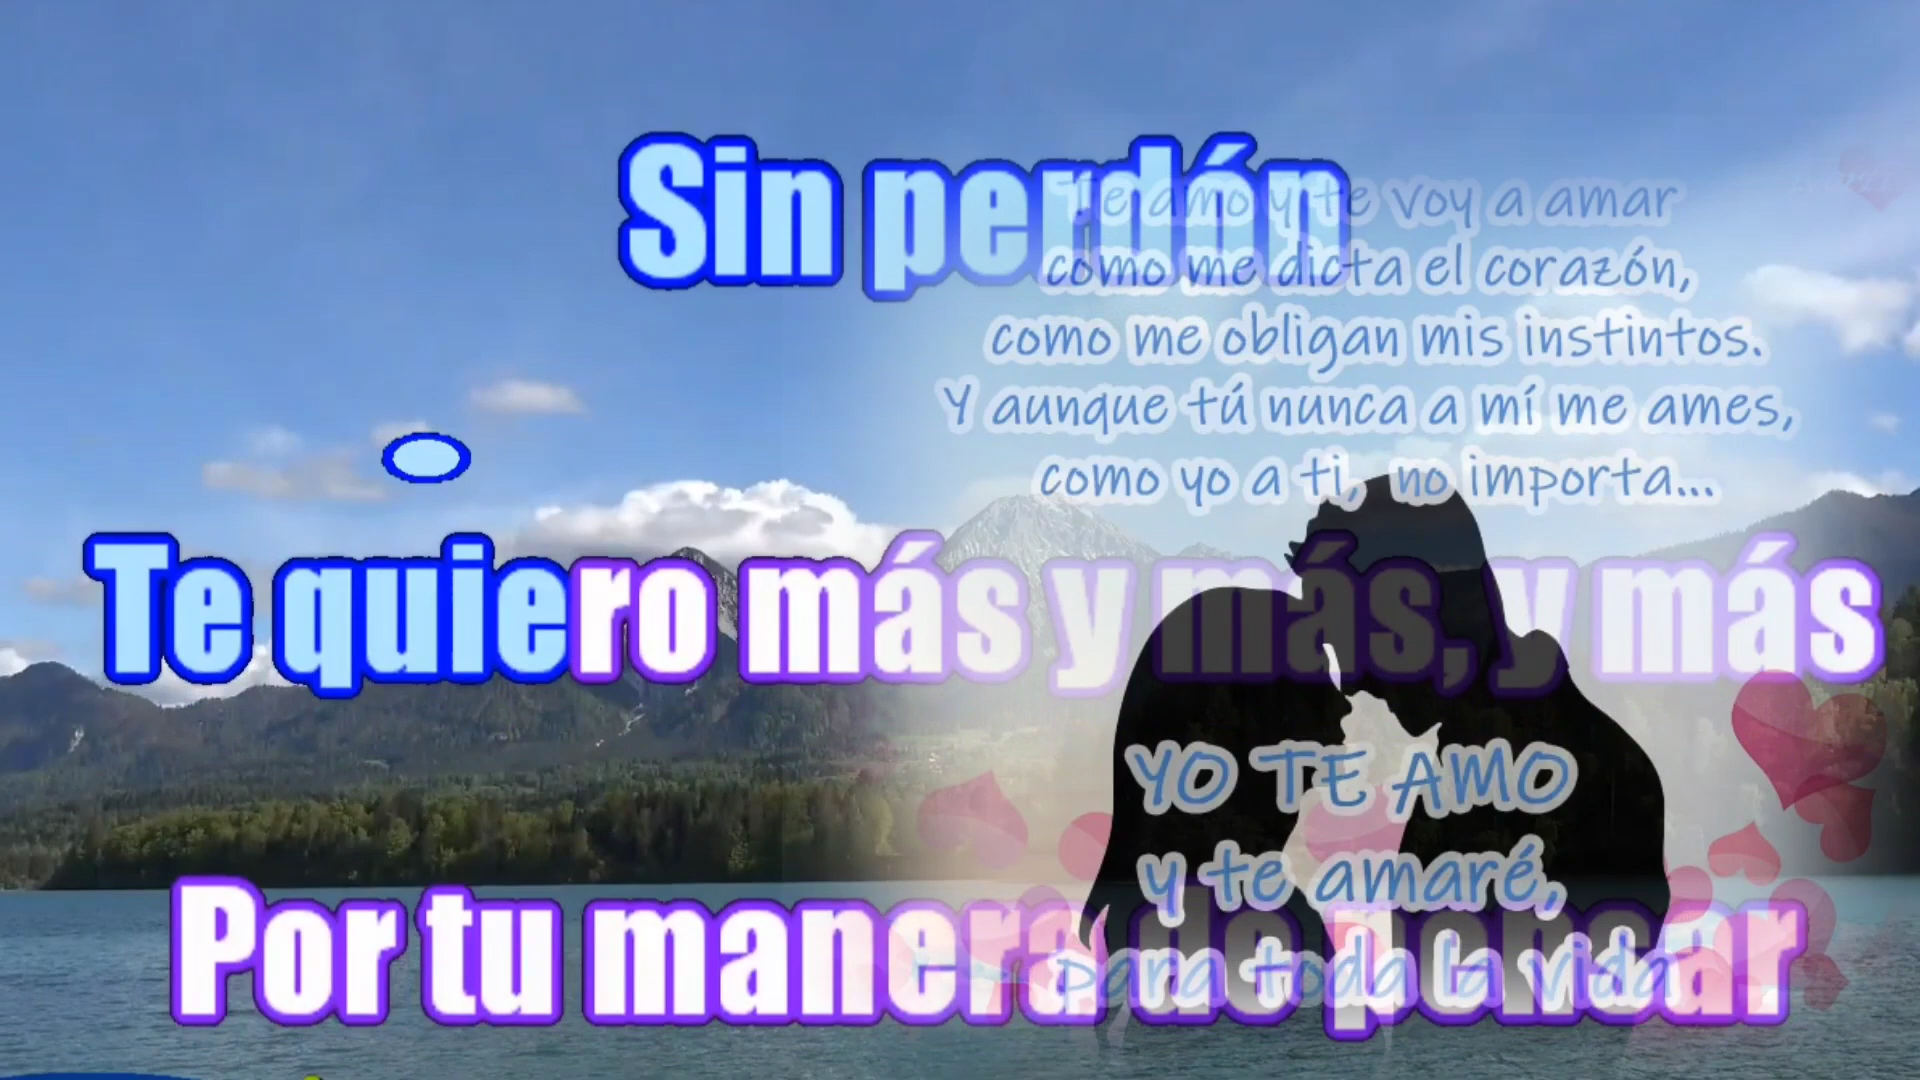 Sin perdón
Te amo y te voy a amar
como me dicta el corazón,
como me obligan mis instintos.
Y aunque tú nunca a mí me ames,
como yo a ti, no importa...
Te quiero más y más, y más
YO TE AMO
y te amaré,
Por tu manera de pensar
para toda la vida